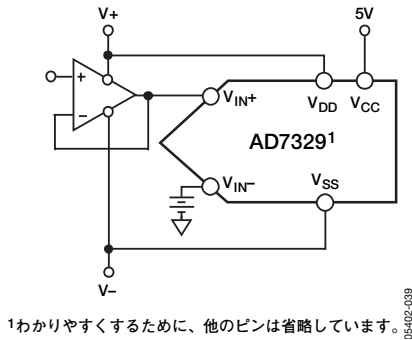 V+
5V
+
−
VIN+
VDD
VCC
AD7329¹
VIN−
VSS
V−
¹わかりやすくするために、他のピンは省略しています。
05402-039